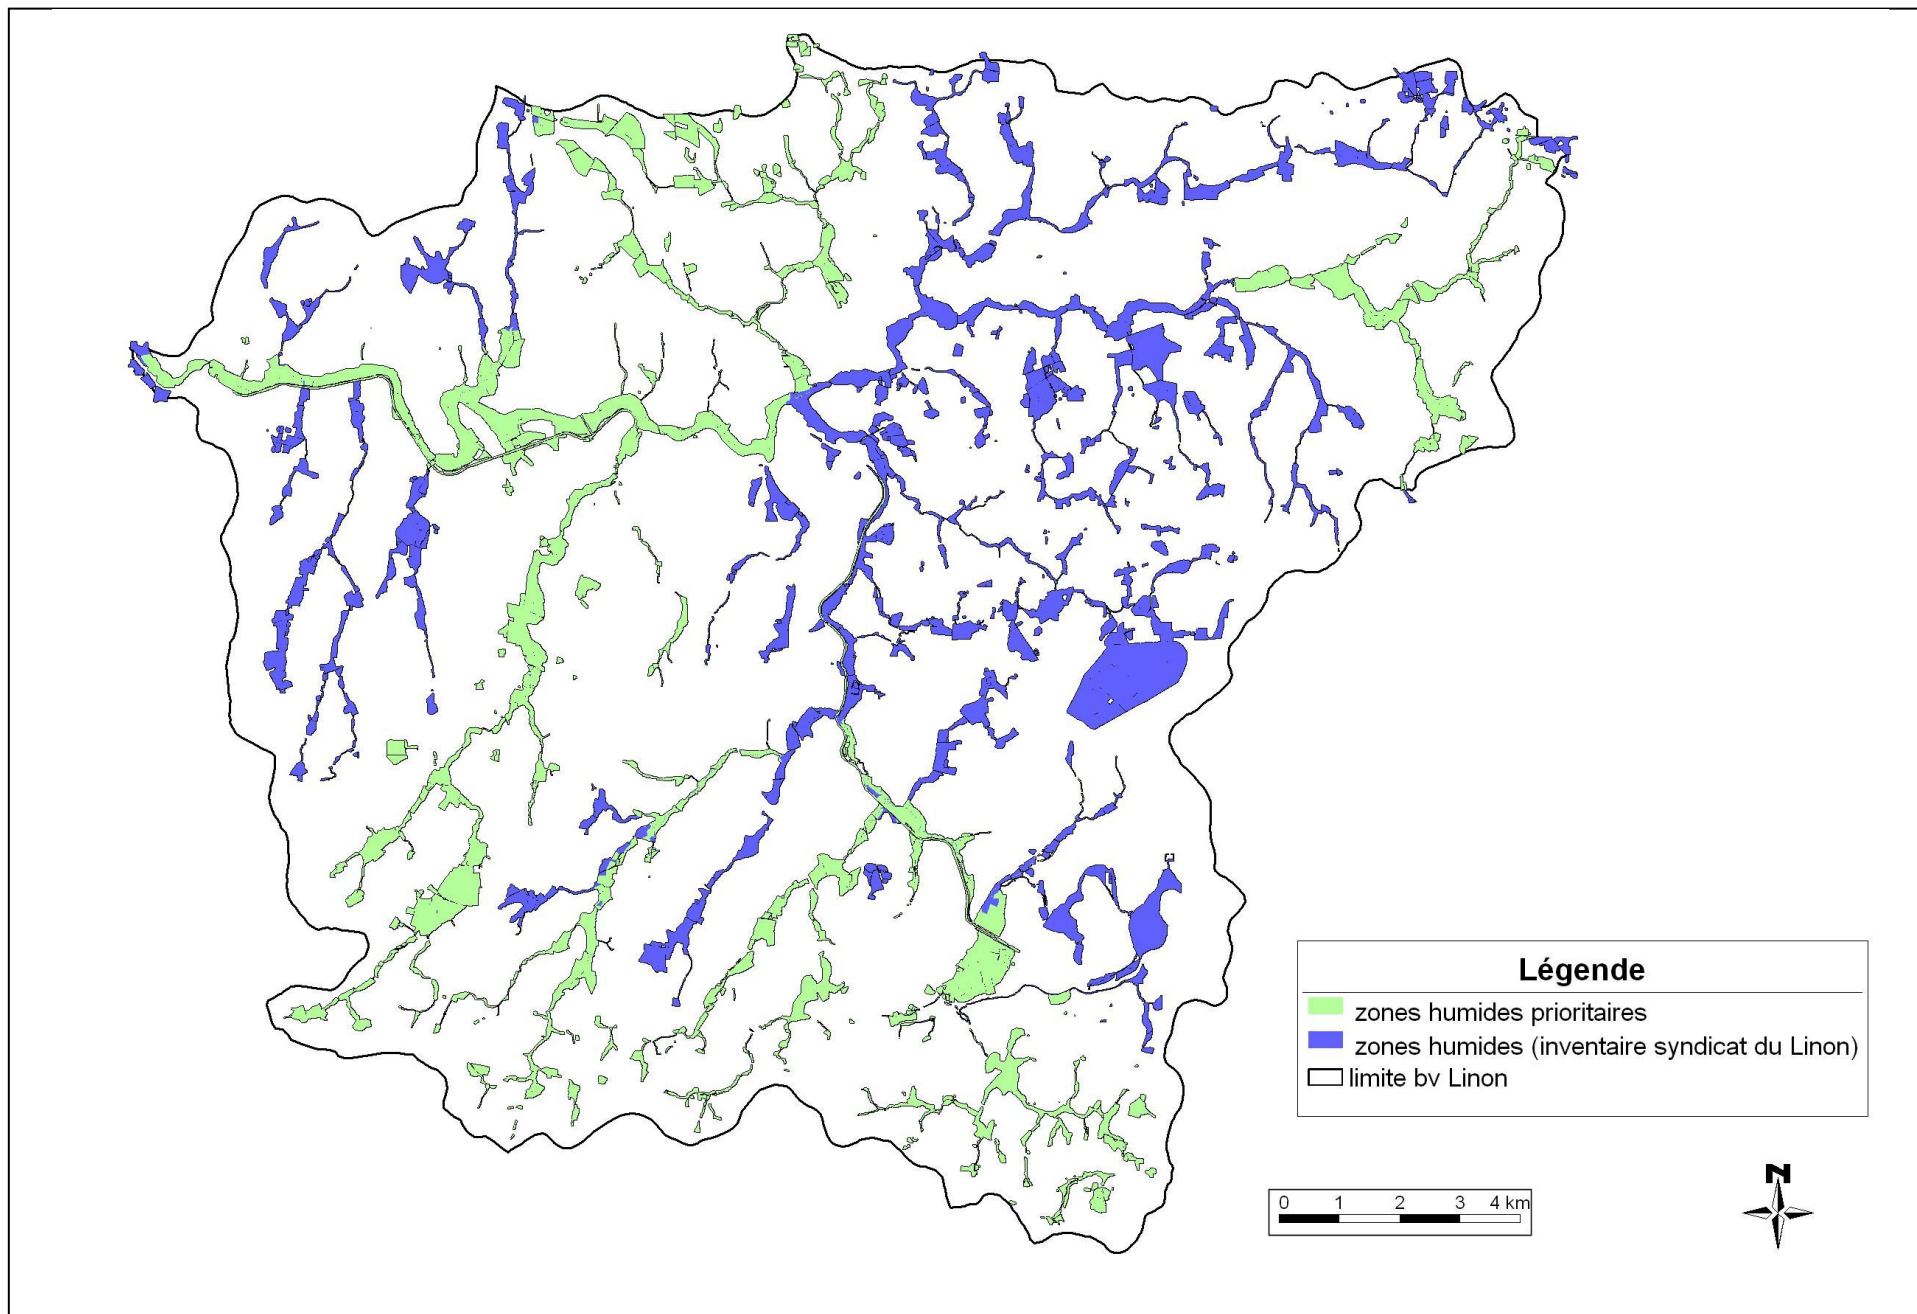 Légende
zones humides prioritaires
zones humides (inventaire syndicat du Linon)
limite bv Linon
0 1 2 3 4 km
N